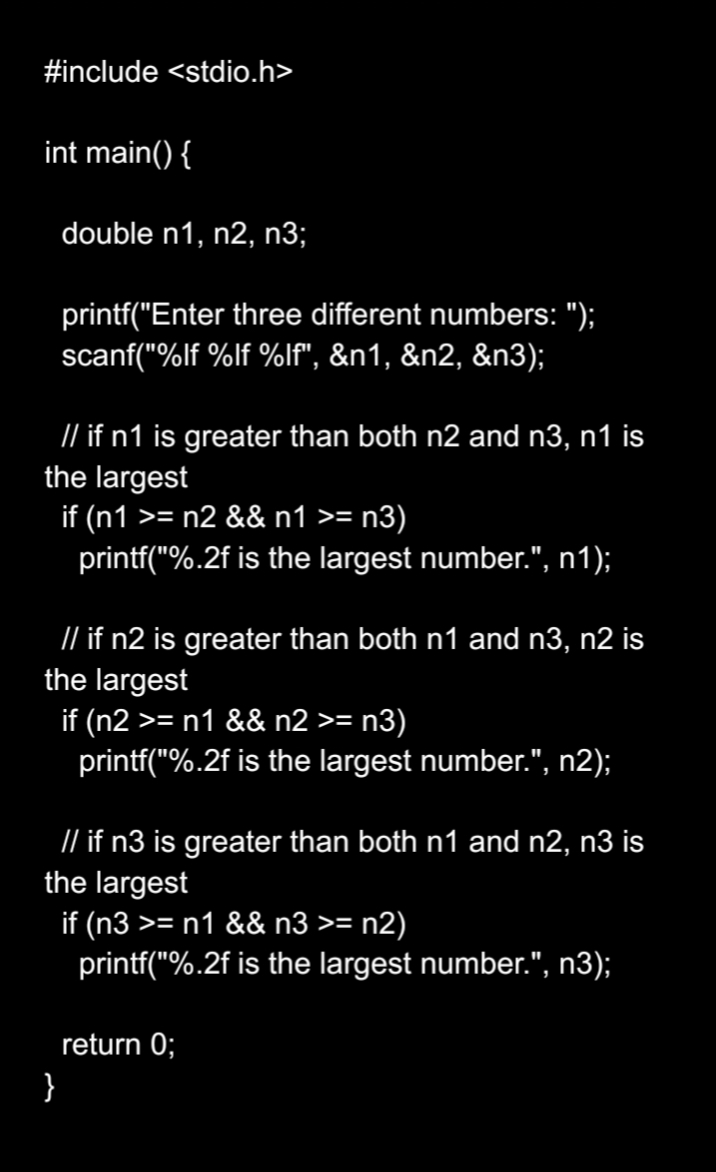 #include <stdio.h>
int main() {
double n1, n2, n3;
printf("Enter three different numbers: ");
scanf("%lf %lf %lf", &n1, &n2, &n3);
// if n1 is greater than both n2 and n3, n1 is
the largest
if (n1 >= n2 && n1 >= n3)
printf("%.2f is the largest number.", n1);
// if n2 is greater than both n1 and n3, n2 is
the largest
if (n2 >= n1 && n2 >= n3)
printf("%.2f is the largest number.", n2);
// if n3 is greater than both n1 and n2, n3 is
the largest
if (n3 >= n1 && n3 >= n2)
printf("%.2f is the largest number.", n3);
return 0;
}